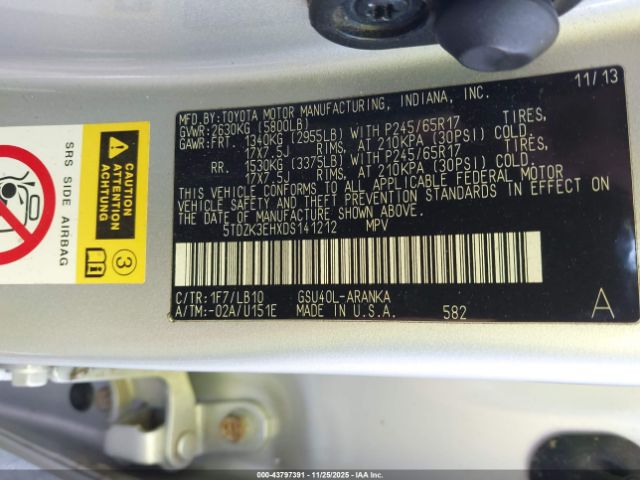 MFD.BY:TOYOTA MOTOR MANUFACTURING, INDIANA, INC. 11/13
GVWR:2630KG (5800LB)
GAWR:FRT. 1340KG (2955LB) WITH P245/65R17 TIRES,
17X7.5J RIMS, AT 210KPA (30PSI) COLD.
RR. 1530KG (3375LB) WITH P245/65R17 TIRES,
17X7.5J RIMS, AT 210KPA (30PSI) COLD.
THIS VEHICLE CONFORMS TO ALL APPLICABLE FEDERAL MOTOR
VEHICLE SAFETY AND THEFT PREVENTION STANDARDS IN EFFECT ON
THE DATE OF MANUFACTURE SHOWN ABOVE.
5TDZK3EHXDS141212 MPV
C/TR:1F7/LB10 GSU40L-ARANKA
A/TM:-02A/U151E MADE IN U.S.A. 582 A
CAUTION
ATTENTION
ACHTUNG
SRS SIDE AIRBAG
3
000-43797391 - 11/25/2025 - IAAI - Public